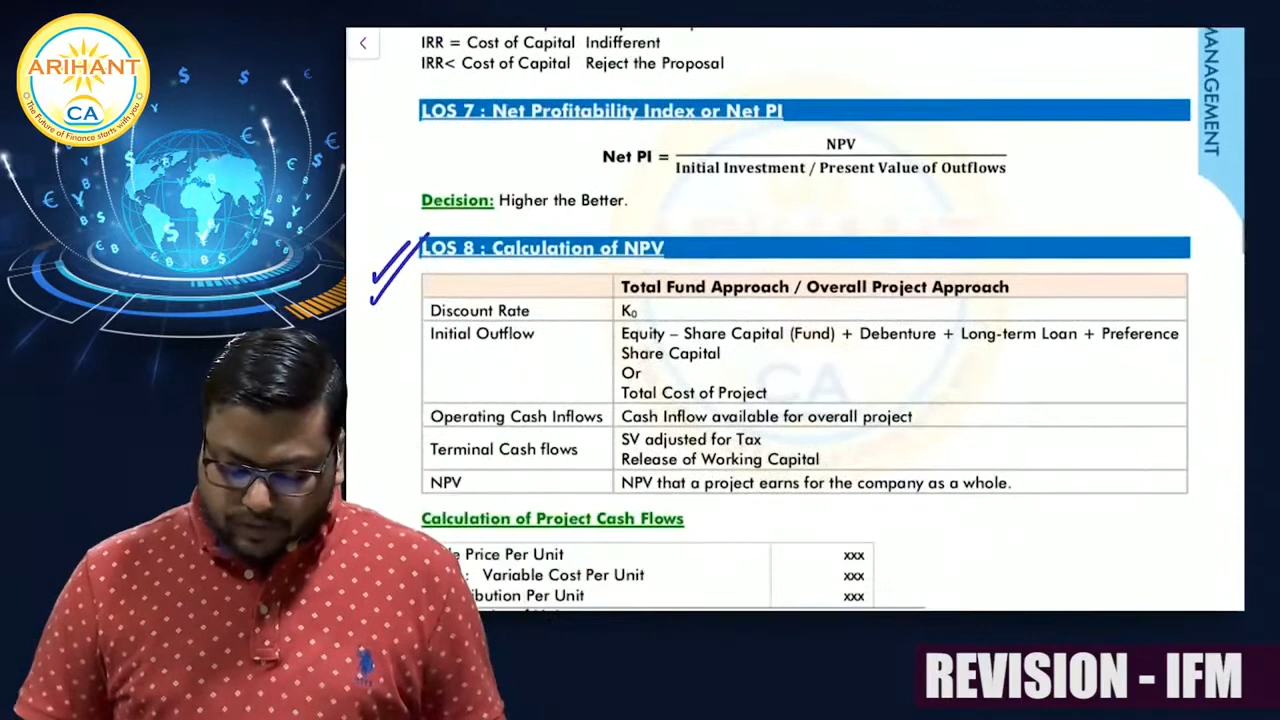 ARIHANT
CA
The Future of Finance starts with you
MANAGEMENT
IRR = Cost of Capital Indifferent
IRR< Cost of Capital Reject the Proposal
LOS 7 : Net Profitability Index or Net PI
Net PI = NPV
Initial Investment / Present Value of Outflows
Decision: Higher the Better.
LOS 8 : Calculation of NPV
Total Fund Approach / Overall Project Approach
Discount Rate K₀
Initial Outflow Equity – Share Capital (Fund) + Debenture + Long-term Loan + Preference
Share Capital
Or
Total Cost of Project
Operating Cash Inflows Cash Inflow available for overall project
Terminal Cash flows SV adjusted for Tax
Release of Working Capital
NPV NPV that a project earns for the company as a whole.
Calculation of Project Cash Flows
Price Per Unit xxx
: Variable Cost Per Unit xxx
Per Unit xxx
REVISION - IFM